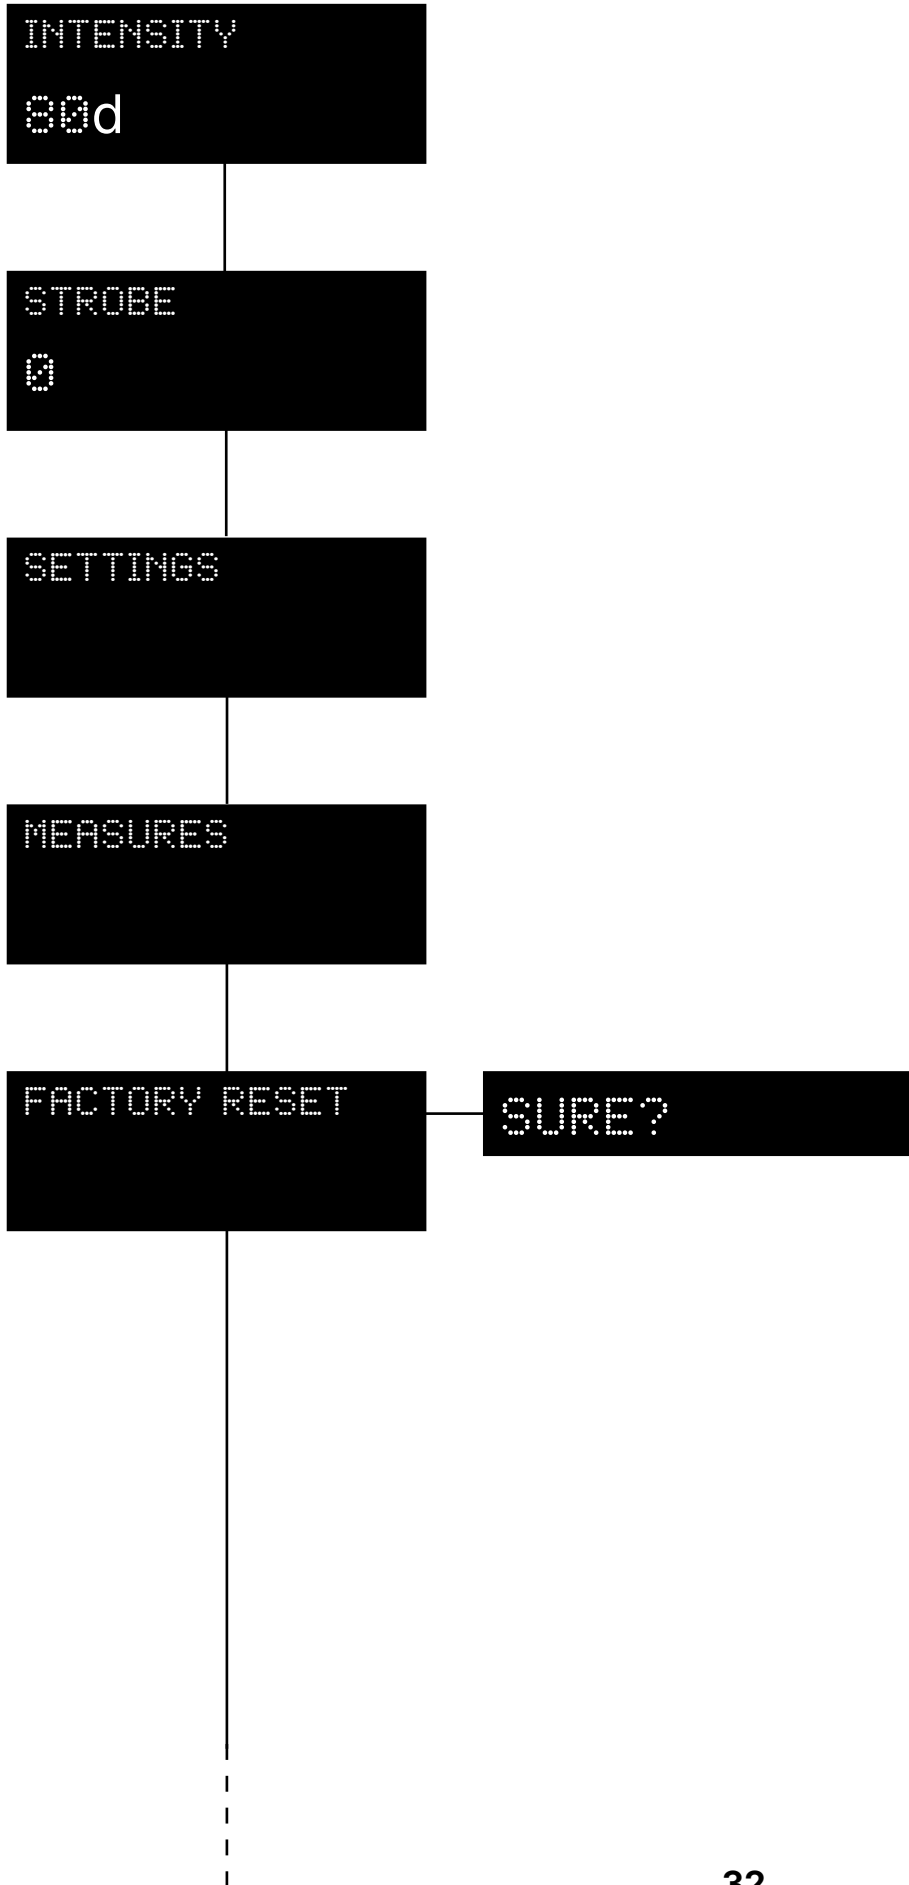 INTENSITY
80d
STROBE
0
SETTINGS
MEASURES
FACTORY RESET
SURE?
32